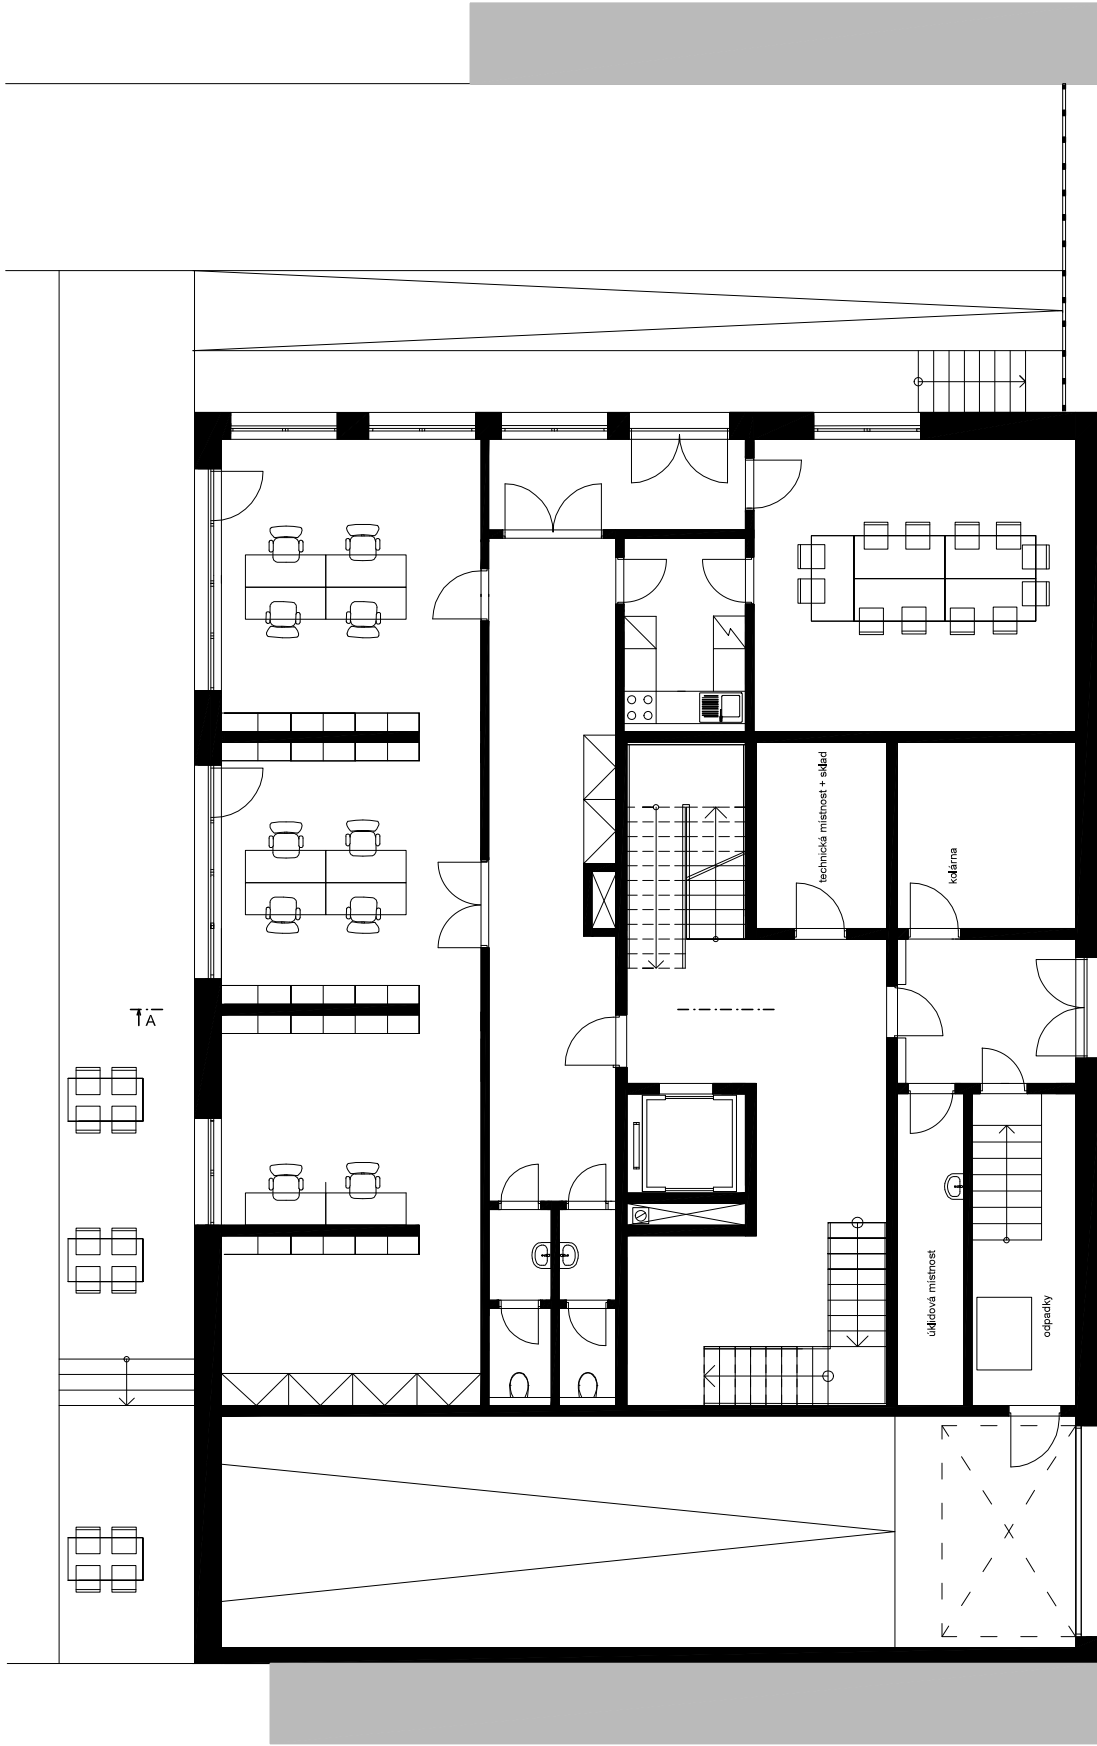 technická místnost + sklad
kolárna
A
úklidová místnost
odpadky